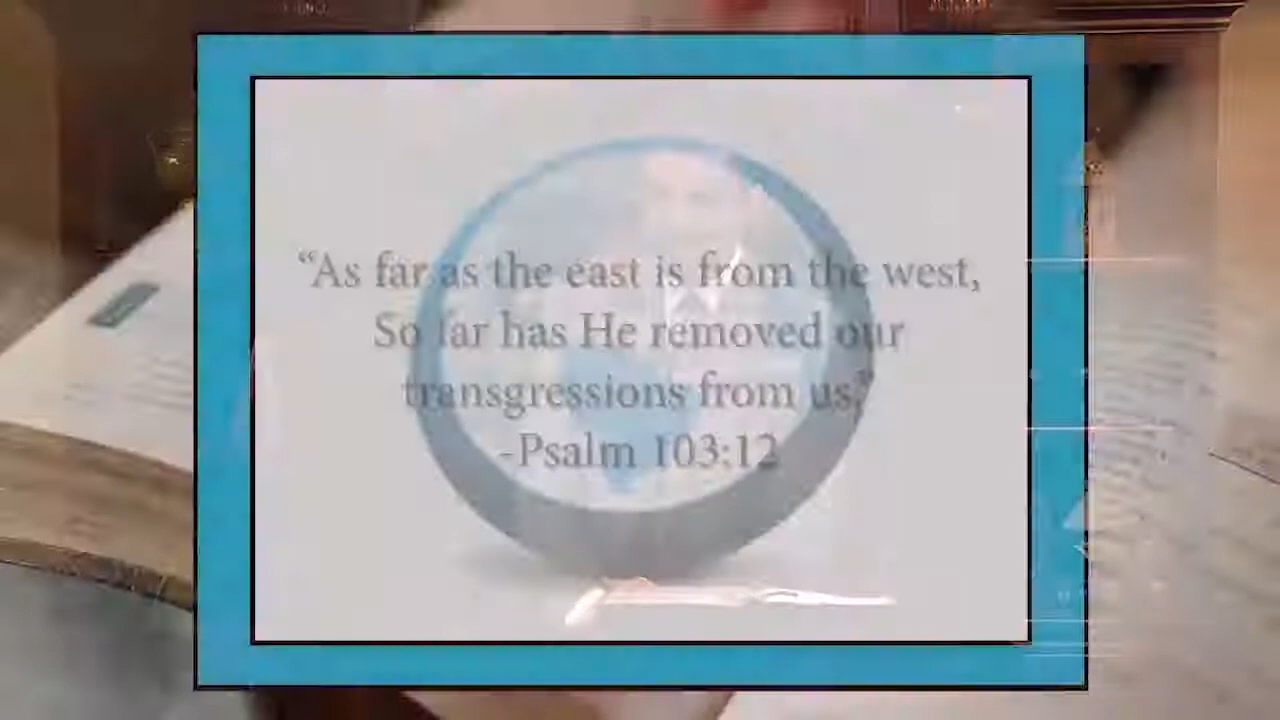 “As far as the east is from the west,
So far has He removed our
transgressions from us.”
-Psalm 103:12